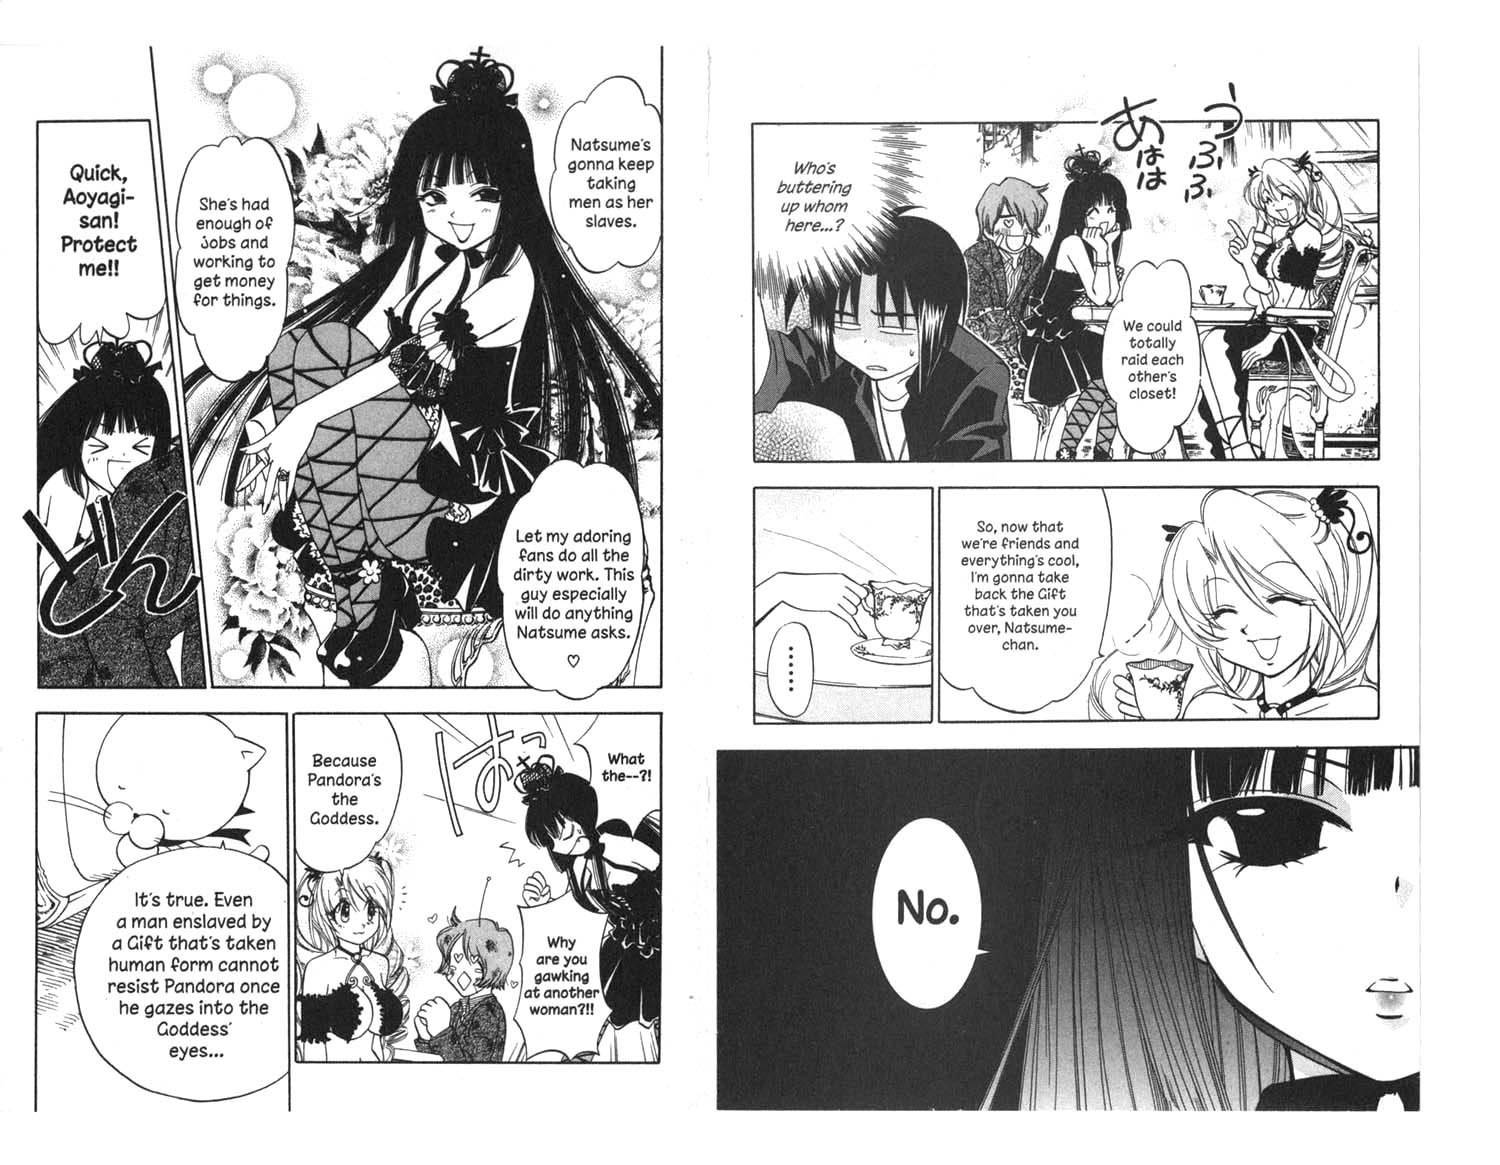 あははは
うふふふ
Who's
buttering
up whom
here...?
We could
totally
raid each
other's
closet!
So, now that
we're friends and
everything's cool,
I'm gonna take
back the Gift
that's taken you
over, Natsume-
chan.
......
No.
Natsume's
gonna keep
taking
men as her
slaves.
She's had
enough of
jobs and
working to
get money
for things.
Let my adoring
fans do all the
dirty work. This
guy especially
will do anything
Natsume asks.
♡
Quick,
Aoyagi-
san!
Protect
me!!
どん
What
the--?!
ばっ
Why
are you
gawking
at another
woman?!!
Because
Pandora's
the
Goddess.
It's true. Even
a man enslaved by
a Gift that's taken
human form cannot
resist Pandora once
he gazes into the
Goddess'
eyes...